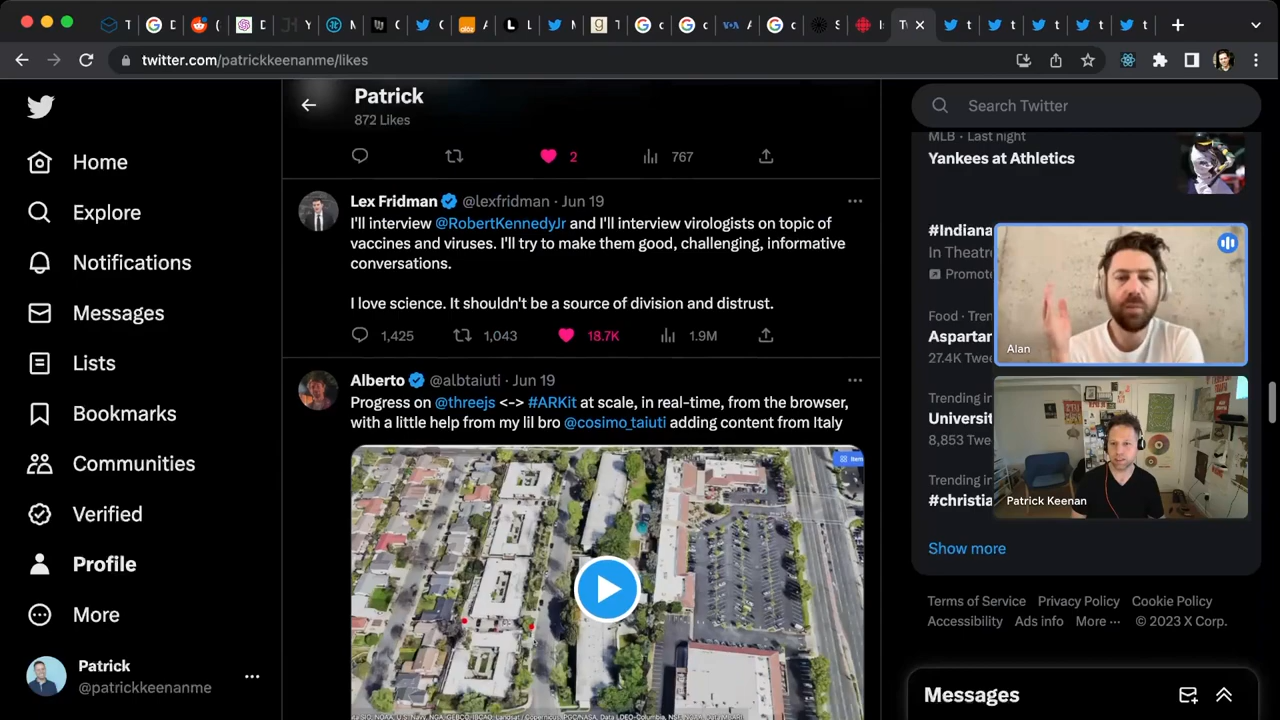 twitter.com/patrickkeenanme/likes
Patrick
872 Likes
2
767
Lex Fridman @lexfridman · Jun 19
I'll interview @RobertKennedyJr and I'll interview virologists on topic of
vaccines and viruses. I'll try to make them good, challenging, informative
conversations.
I love science. It shouldn't be a source of division and distrust.
1,425
1,043
18.7K
1.9M
Alberto @albtaiuti · Jun 19
Progress on @threejs <-> #ARKit at scale, in real-time, from the browser,
with a little help from my lil bro @cosimo_taiuti adding content from Italy
Home
Explore
Notifications
Messages
Lists
Bookmarks
Communities
Verified
Profile
More
Patrick
@patrickkeenanme
Search Twitter
MLB · Last night
Yankees at Athletics
#Indiana
In Theatre
Promote
Food · Tren
Aspartar
27.4K Twee
Trending in
Universit
8,853 Twee
Trending in
#christia
Show more
Alan
Patrick Keenan
Terms of Service Privacy Policy Cookie Policy
Accessibility Ads info More ··· © 2023 X Corp.
Messages